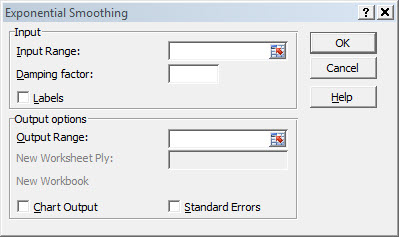 Exponential Smoothing
?
Input
Input Range:
Damping factor:
Labels
Output options
Output Range:
New Worksheet Ply:
New Workbook
Chart Output
Standard Errors
OK
Cancel
Help